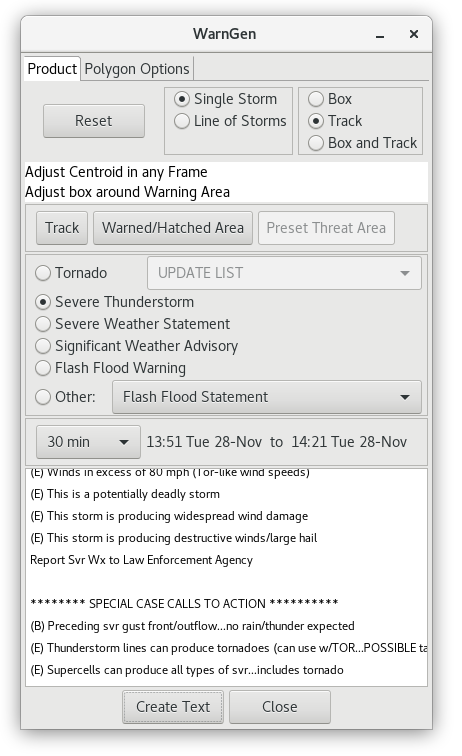 WarnGen
Product Polygon Options
Reset
Single Storm
Line of Storms
Box
Track
Box and Track
Adjust Centroid in any Frame
Adjust box around Warning Area
Track Warned/Hatched Area Preset Threat Area
Tornado UPDATE LIST
Severe Thunderstorm
Severe Weather Statement
Significant Weather Advisory
Flash Flood Warning
Other: Flash Flood Statement
30 min 13:51 Tue 28-Nov to 14:21 Tue 28-Nov
(E) Winds in excess of 80 mph (Tor-like wind speeds)
(E) This is a potentially deadly storm
(E) This storm is producing widespread wind damage
(E) This storm is producing destructive winds/large hail
Report Svr Wx to Law Enforcement Agency
******** SPECIAL CASE CALLS TO ACTION **********
(B) Preceding svr gust front/outflow...no rain/thunder expected
(E) Thunderstorm lines can produce tornadoes (can use w/TOR...POSSIBLE ta
(E) Supercells can produce all types of svr...includes tornado
Create Text Close